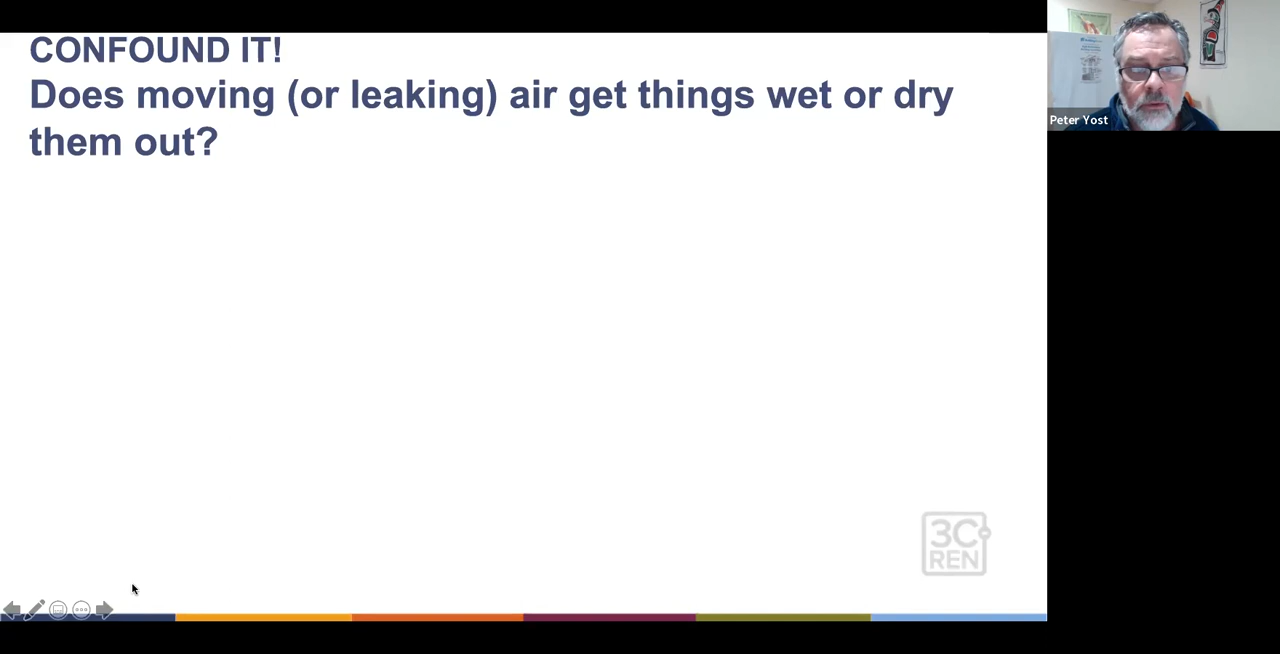 CONFOUND IT!
Does moving (or leaking) air get things wet or dry
them out?
Peter Yost
3C
REN